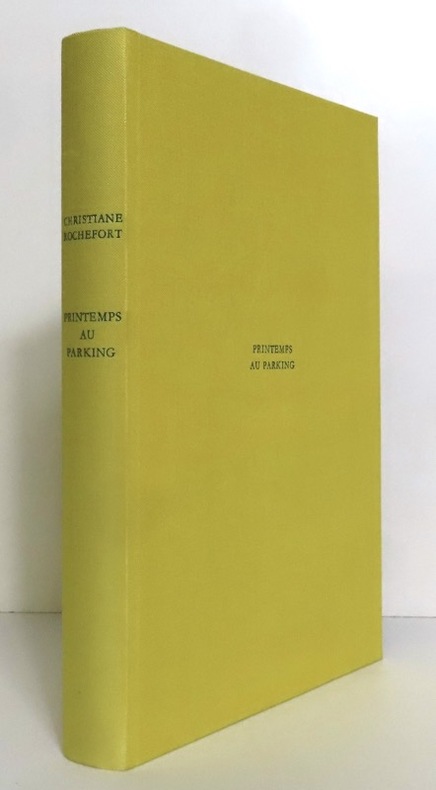 CHRISTIANE
ROCHEFORT
PRINTEMPS
AU
PARKING
PRINTEMPS
AU PARKING